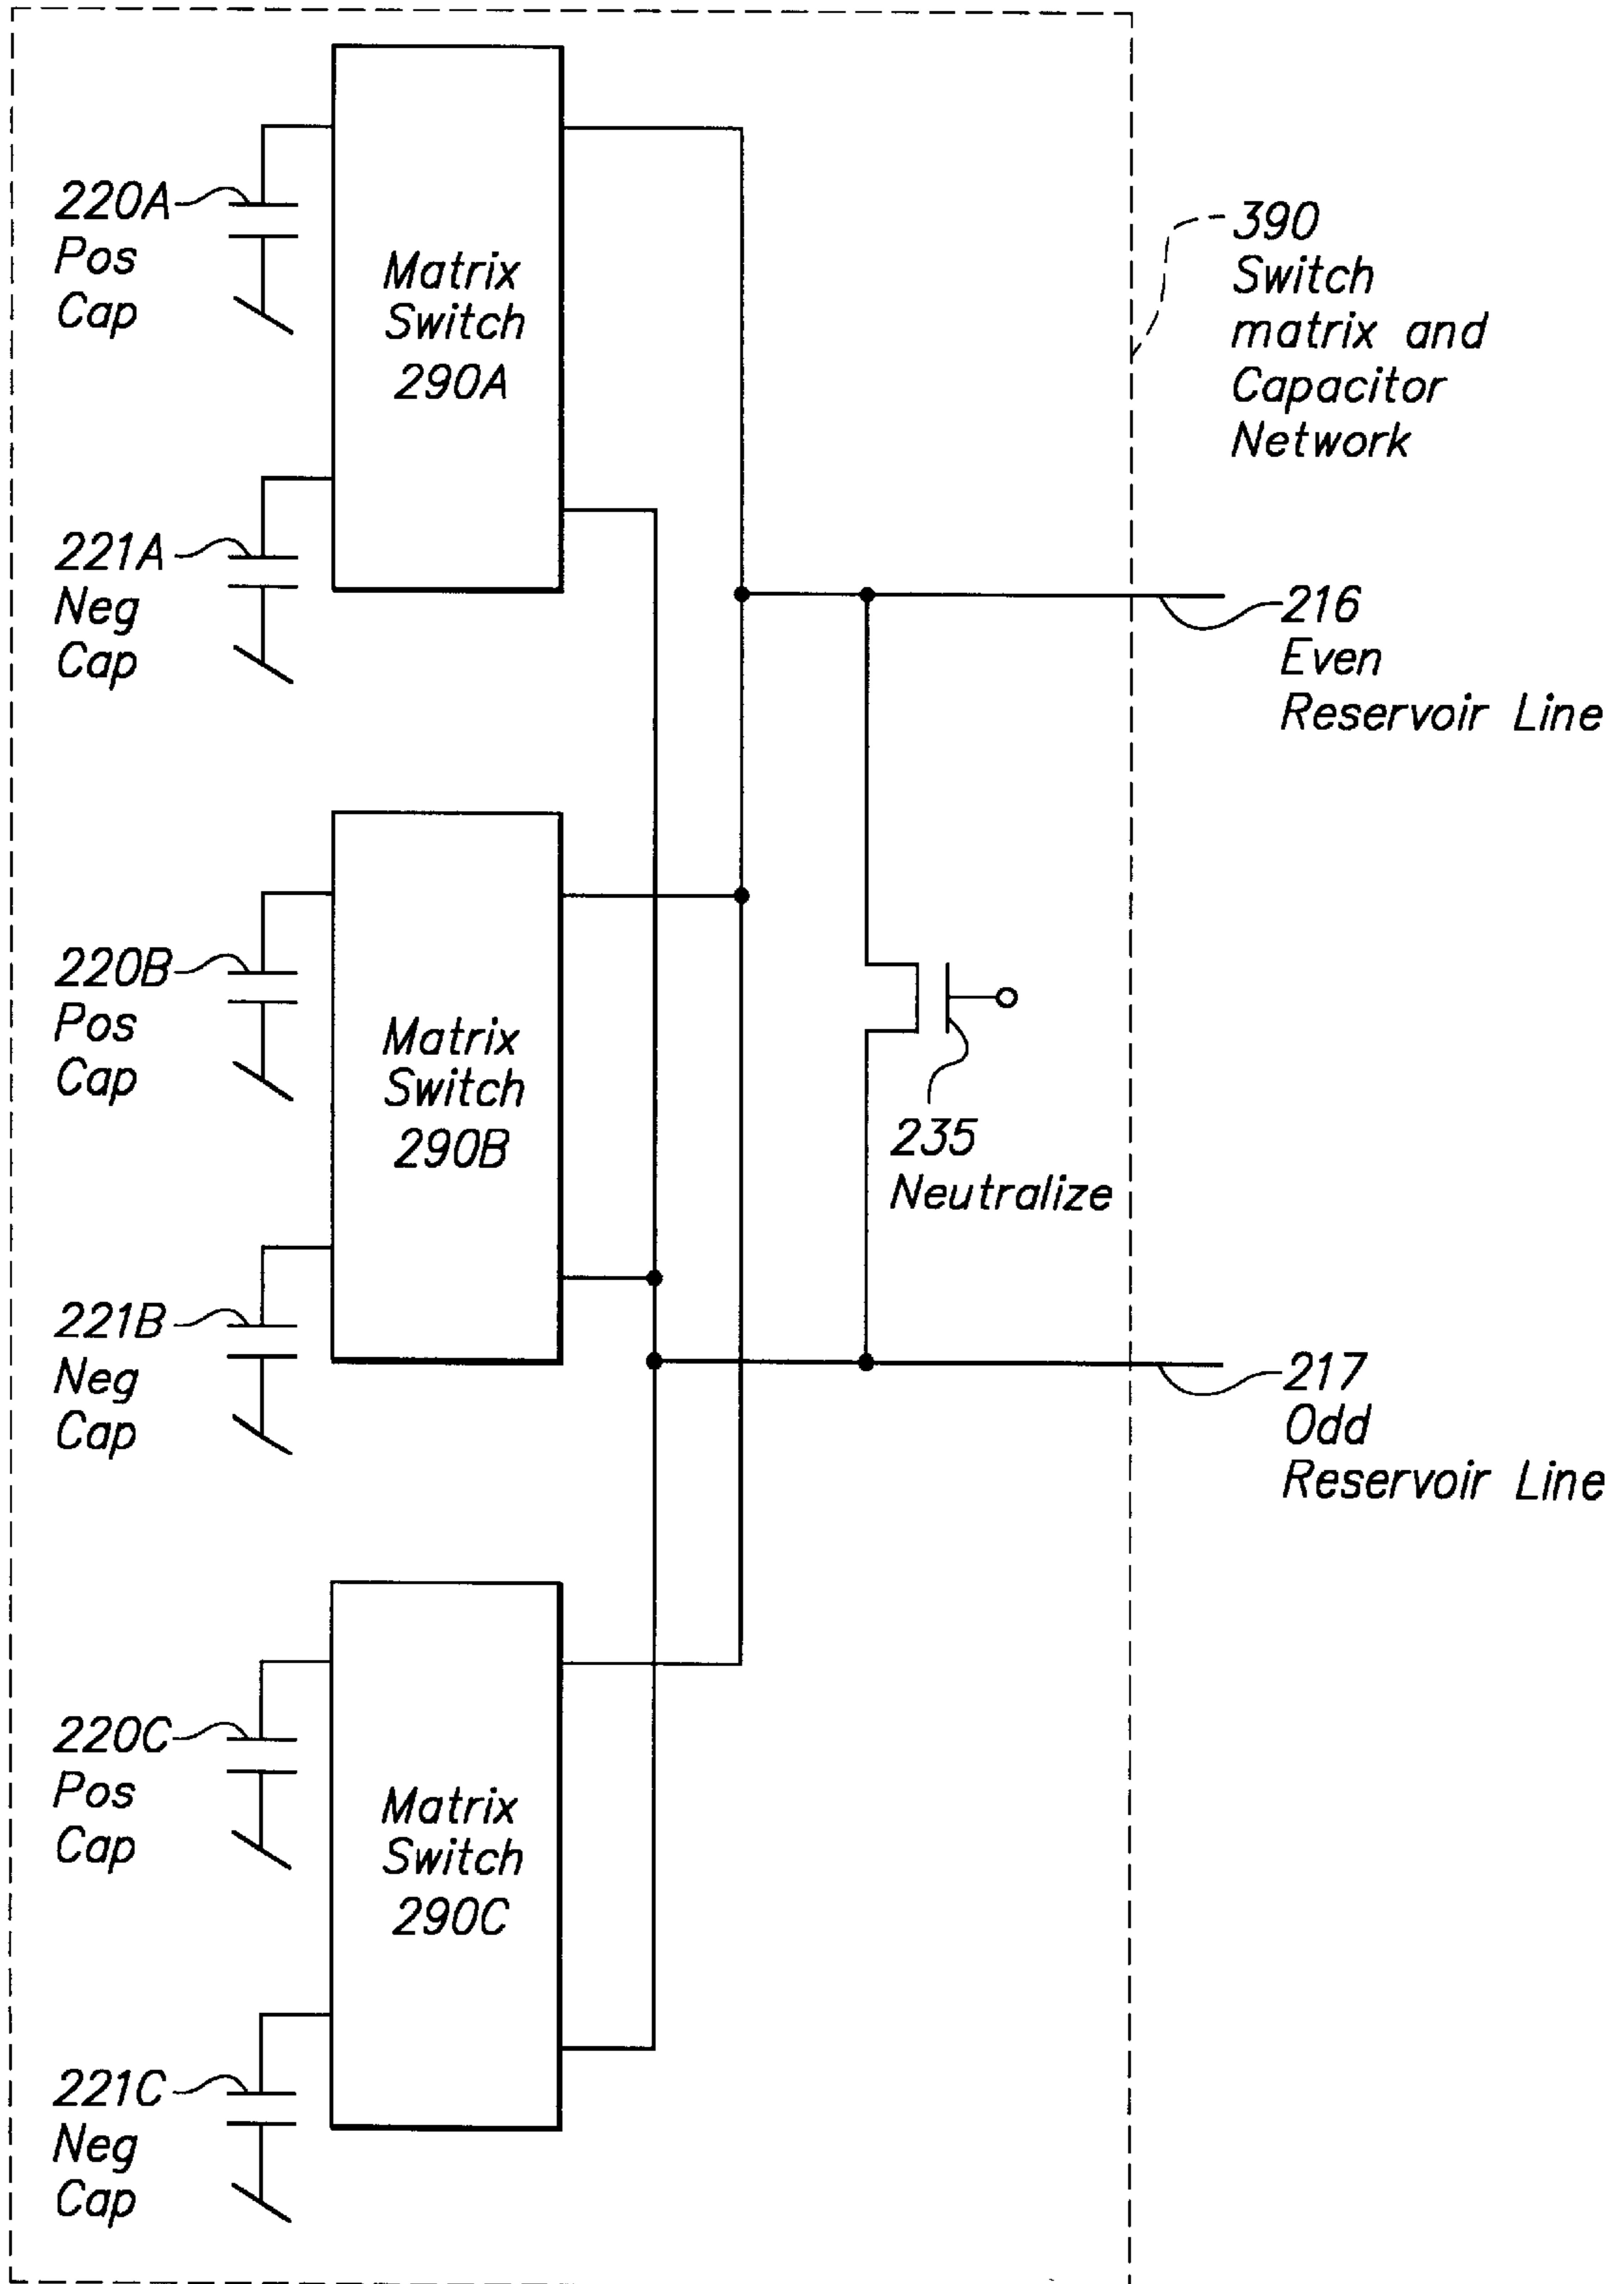 220A
Pos
Cap
Matrix
Switch
290A
221A
Neg
Cap
390
Switch
matrix and
Capacitor
Network
216
Even
Reservoir Line
220B
Pos
Cap
Matrix
Switch
290B
221B
Neg
Cap
235
Neutralize
217
Odd
Reservoir Line
220C
Pos
Cap
Matrix
Switch
290C
221C
Neg
Cap